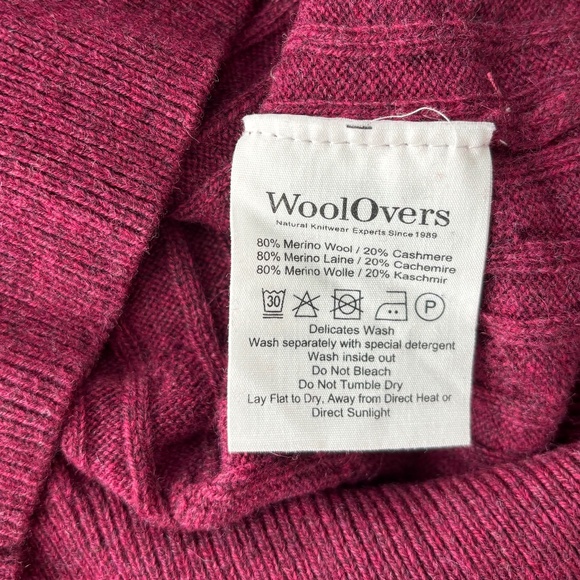 WoolOvers
Natural Knitwear Experts Since 1989
80% Merino Wool / 20% Cashmere
80% Merino Laine / 20% Cachemire
80% Merino Wolle / 20% Kaschmir
30 P
Delicates Wash
Wash separately with special detergent
Wash inside out
Do Not Bleach
Do Not Tumble Dry
Lay Flat to Dry, Away from Direct Heat or
Direct Sunlight